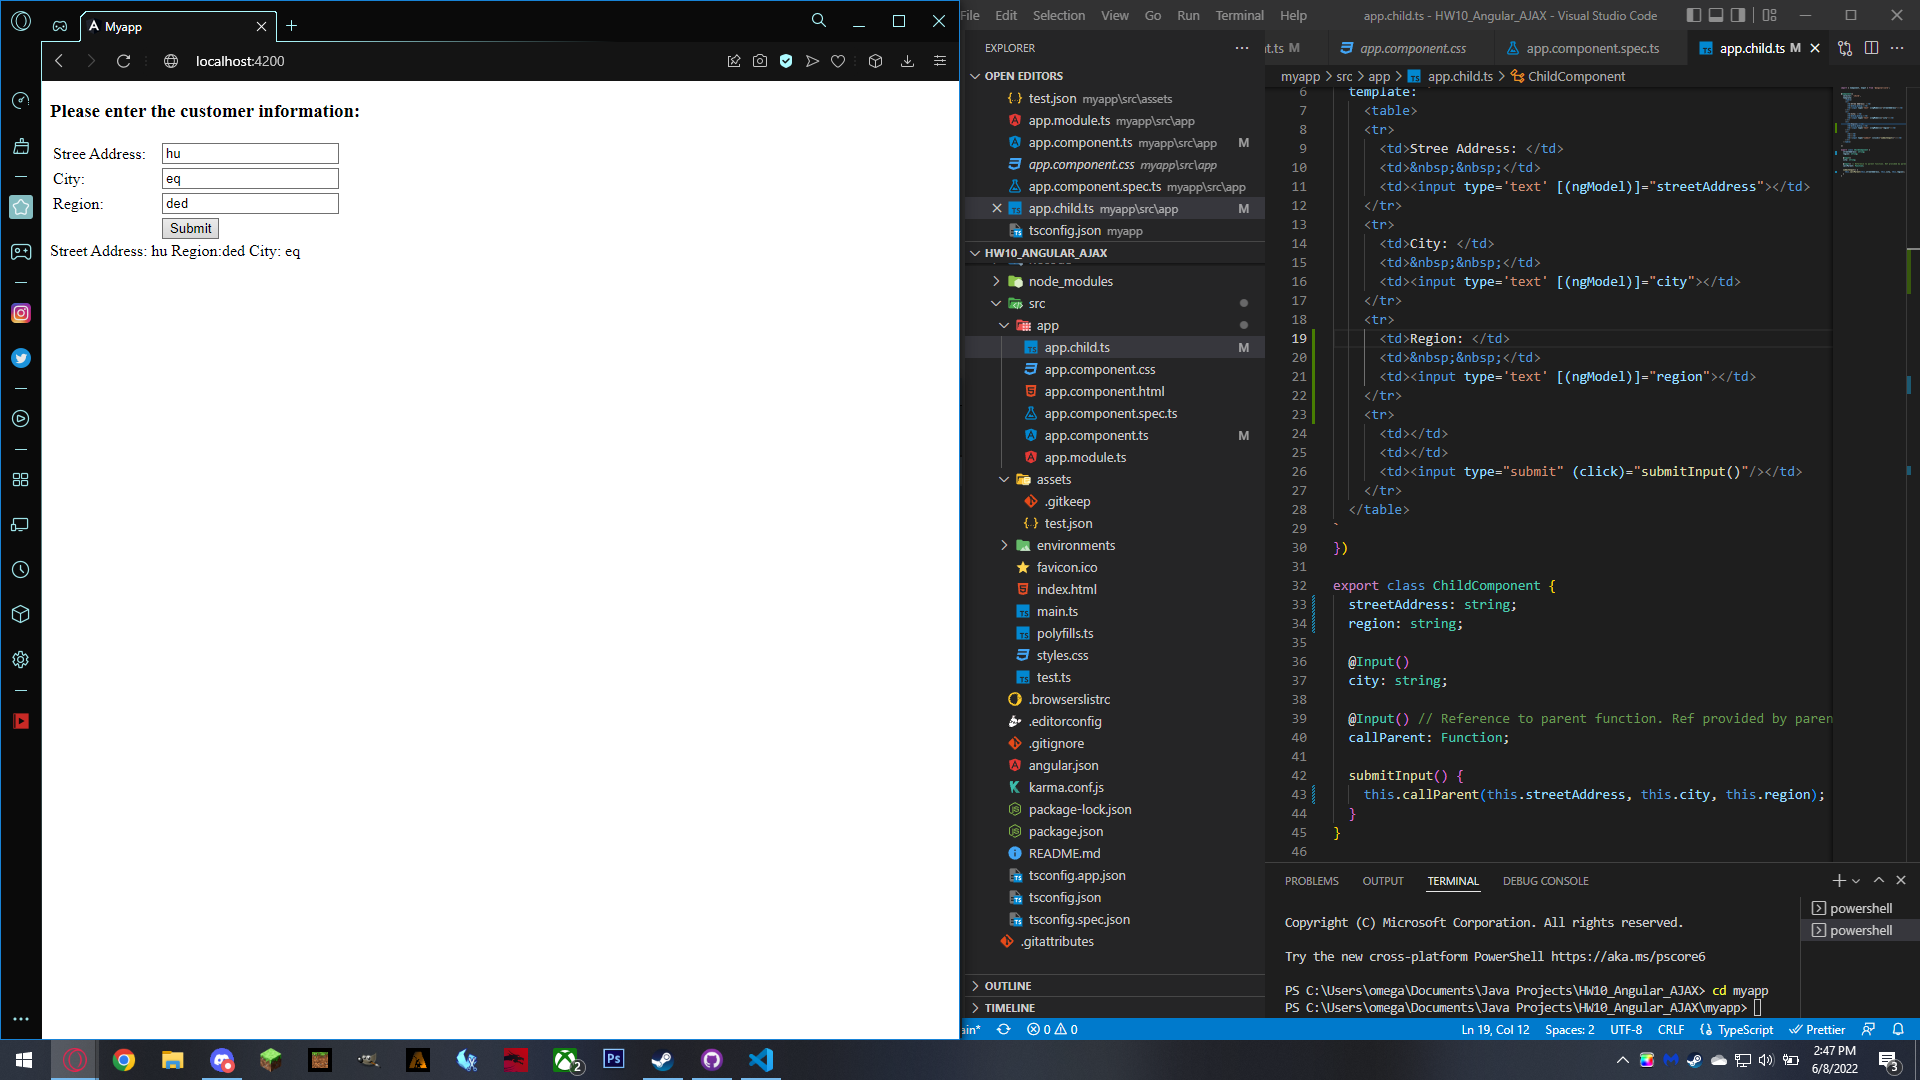 Myapp
localhost:4200
Please enter the customer information:
Stree Address: hu
City: eq
Region: ded
Submit
Street Address: hu Region:ded City: eq
File Edit Selection View Go Run Terminal Help
app.child.ts - HW10_Angular_AJAX - Visual Studio Code
EXPLORER
OPEN EDITORS
test.json myapp\src\assets
app.module.ts myapp\src\app
app.component.ts myapp\src\app M
app.component.css myapp\src\app
app.component.spec.ts myapp\src\app
app.child.ts myapp\src\app M
tsconfig.json myapp
HW10_ANGULAR_AJAX
node_modules
src
app
app.child.ts M
app.component.css
app.component.html
app.component.spec.ts
app.component.ts M
app.module.ts
assets
.gitkeep
test.json
environments
favicon.ico
index.html
main.ts
polyfills.ts
styles.css
test.ts
.browserslistrc
.editorconfig
.gitignore
angular.json
karma.conf.js
package-lock.json
package.json
README.md
tsconfig.app.json
tsconfig.json
tsconfig.spec.json
.gitattributes
OUTLINE
TIMELINE
nt.ts M app.component.css app.component.spec.ts app.child.ts M
myapp > src > app > app.child.ts > ChildComponent
6 template: `
7 <table>
8 <tr>
9 <td>Stree Address: </td>
10 <td>&nbsp;&nbsp;</td>
11 <td><input type='text' [(ngModel)]="streetAddress"></td>
12 </tr>
13 <tr>
14 <td>City: </td>
15 <td>&nbsp;&nbsp;</td>
16 <td><input type='text' [(ngModel)]="city"></td>
17 </tr>
18 <tr>
19 <td>Region: </td>
20 <td>&nbsp;&nbsp;</td>
21 <td><input type='text' [(ngModel)]="region"></td>
22 </tr>
23 <tr>
24 <td></td>
25 <td></td>
26 <td><input type="submit" (click)="submitInput()"/></td>
27 </tr>
28 </table>
29 `
30 })
31
32 export class ChildComponent {
33 streetAddress: string;
34 region: string;
35
36 @Input()
37 city: string;
38
39 @Input() // Reference to parent function. Ref provided by paren
40 callParent: Function;
41
42 submitInput() {
43 this.callParent(this.streetAddress, this.city, this.region);
44 }
45 }
46
PROBLEMS OUTPUT TERMINAL DEBUG CONSOLE
Copyright (C) Microsoft Corporation. All rights reserved.
Try the new cross-platform PowerShell https://aka.ms/pscore6
PS C:\Users\omega\Documents\Java Projects\HW10_Angular_AJAX> cd myapp
PS C:\Users\omega\Documents\Java Projects\HW10_Angular_AJAX\myapp>
powershell
powershell
ain* 0 0 Ln 19, Col 12 Spaces: 2 UTF-8 CRLF TypeScript Prettier
2
Ps
2:47 PM
6/8/2022
3